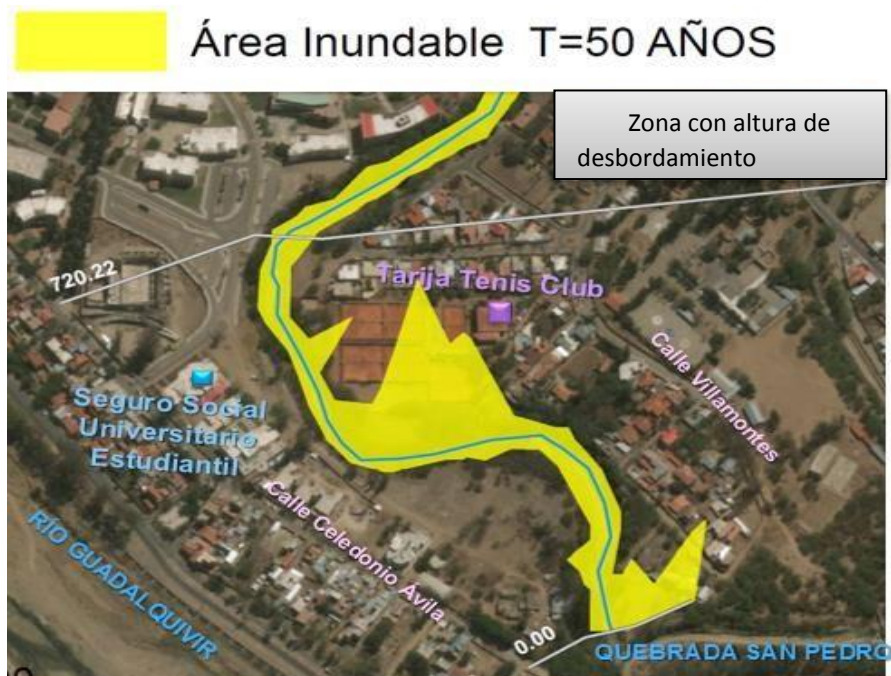 Área Inundable T=50 AÑOS
Zona con altura de
desbordamiento
720.22
Tarija Tenis Club
Calle Villamontes
Seguro Social
Universitario
Estudiantil
Calle Celedonio Avila
RÍO GUADALQUIVIR
0.00
QUEBRADA SAN PEDRO